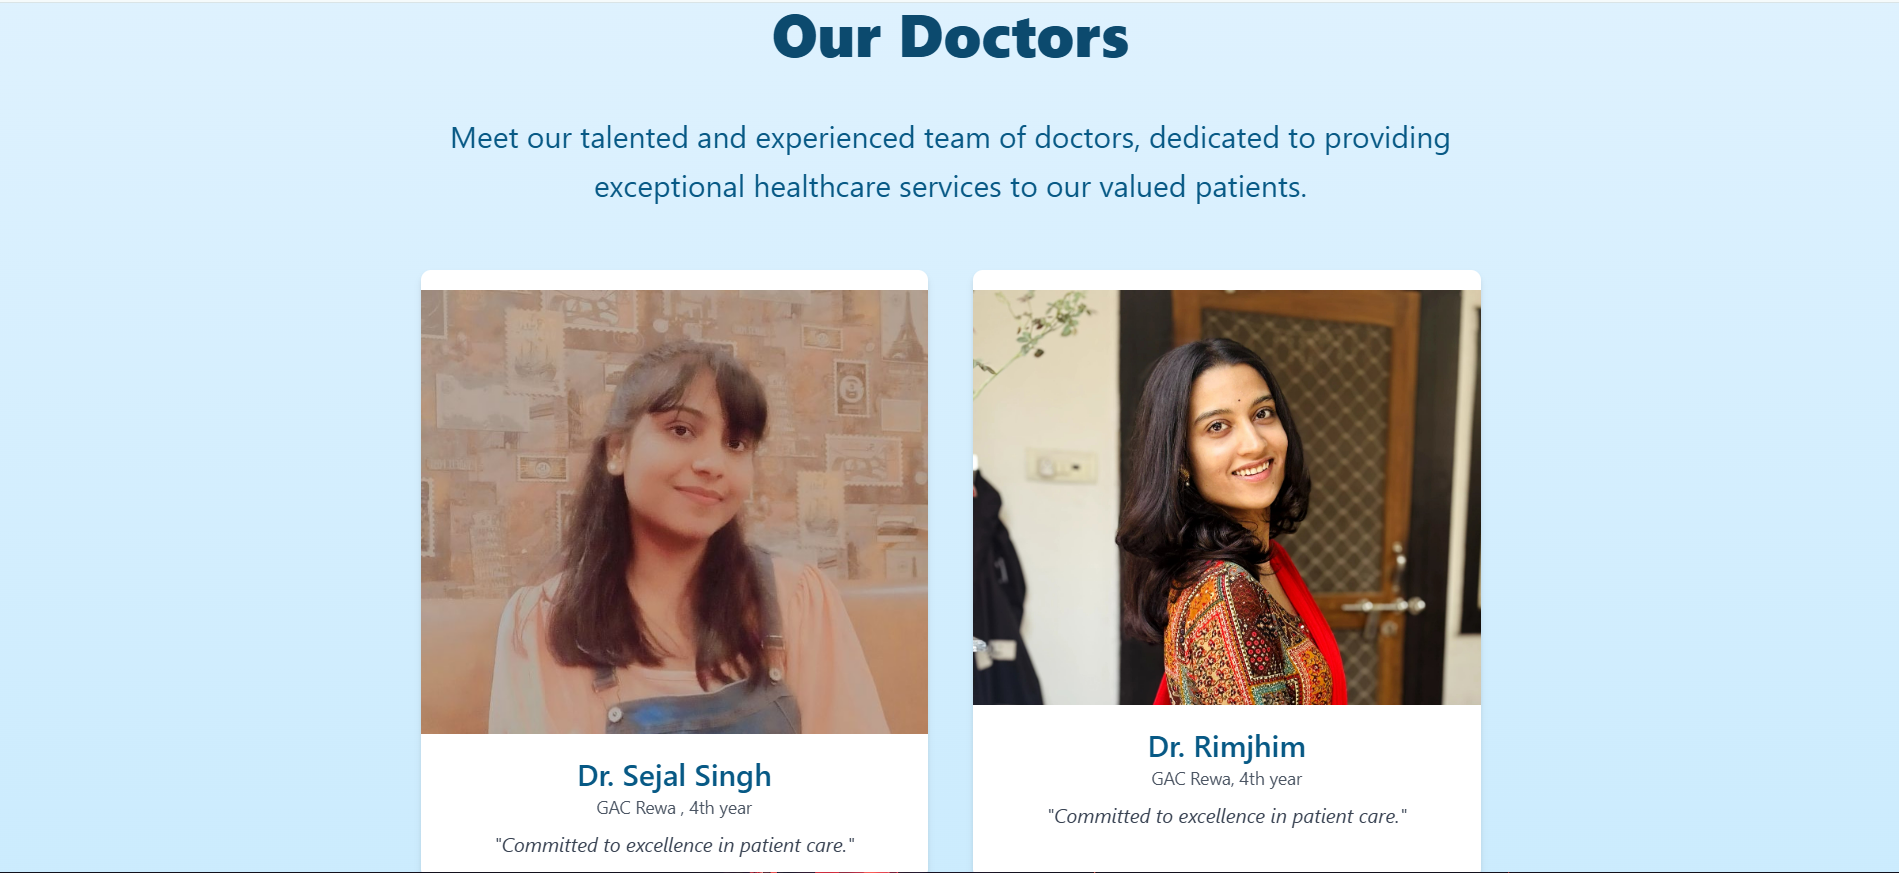 Our Doctors
Meet our talented and experienced team of doctors, dedicated to providing
exceptional healthcare services to our valued patients.
Dr. Sejal Singh
GAC Rewa , 4th year
"Committed to excellence in patient care."
Dr. Rimjhim
GAC Rewa, 4th year
"Committed to excellence in patient care."